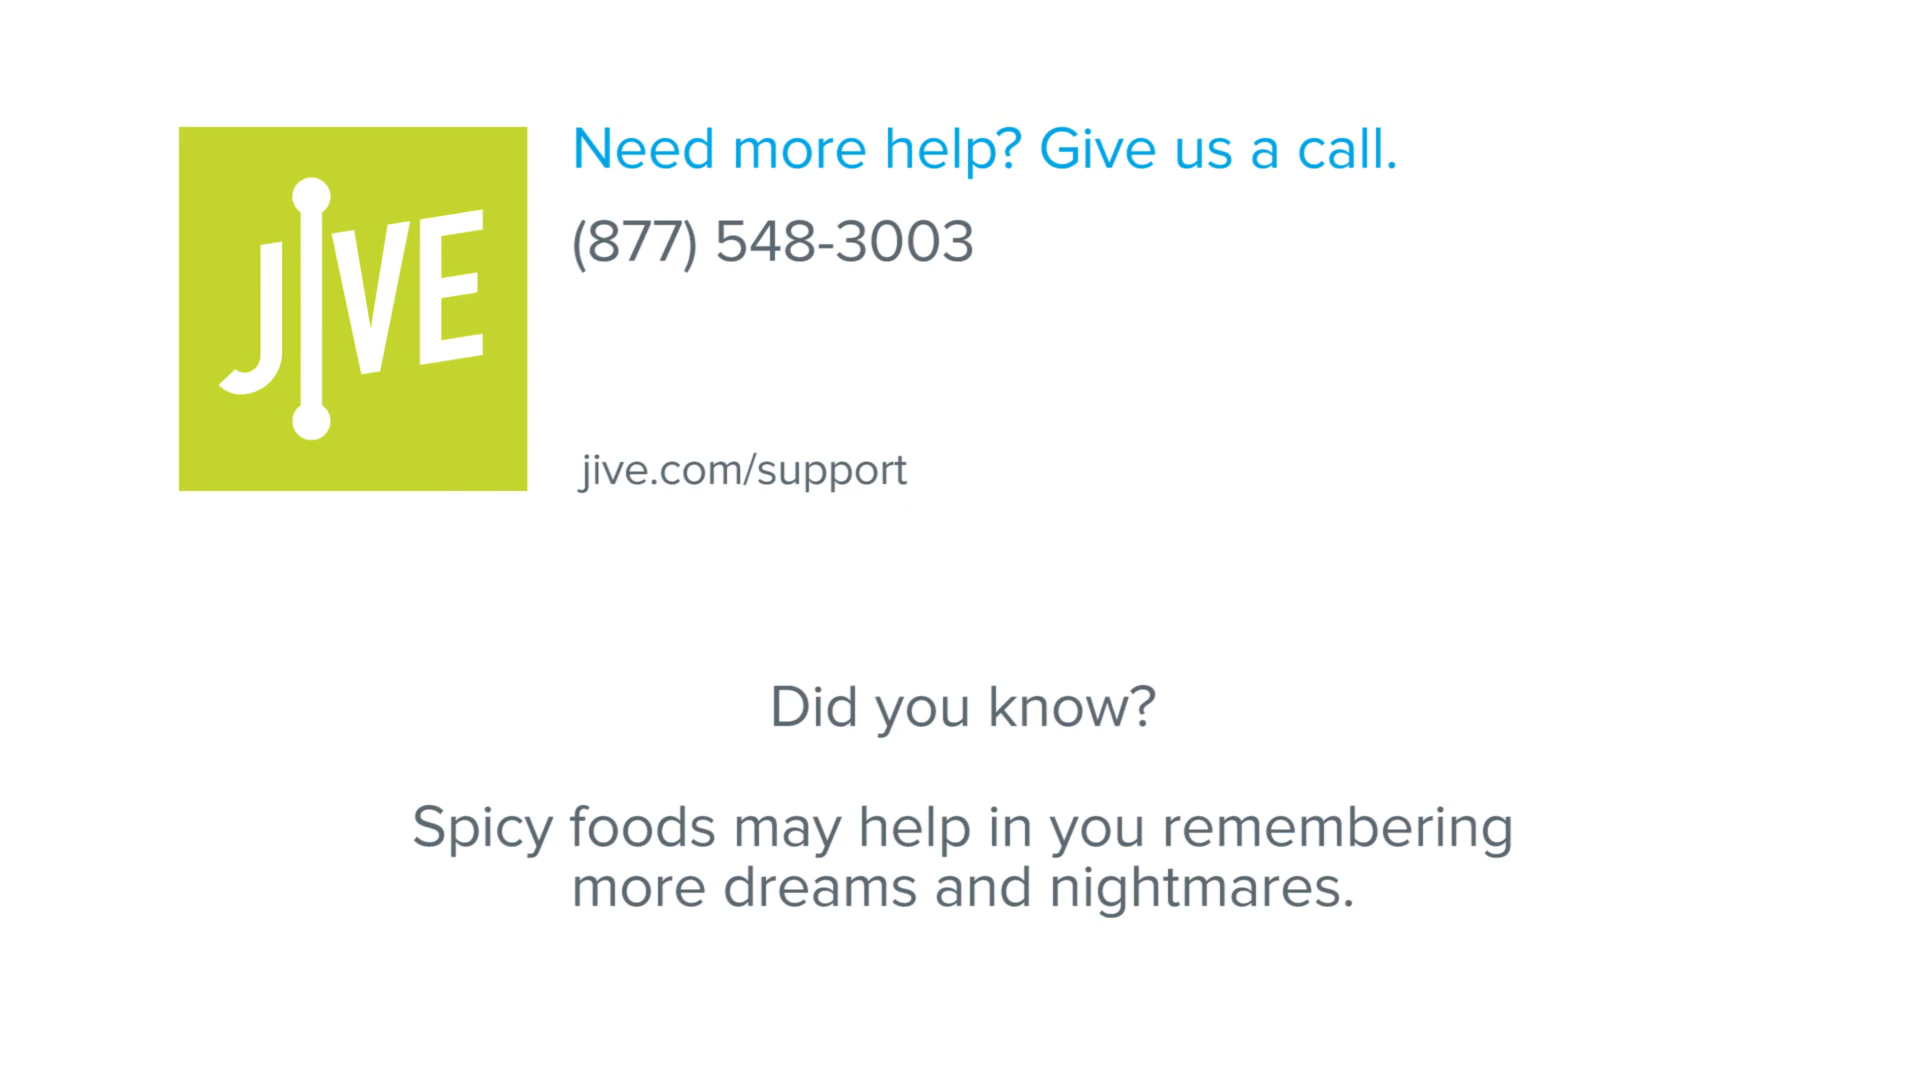 JIVE
Need more help? Give us a call.
(877) 548-3003
jive.com/support
Did you know?
Spicy foods may help in you remembering
more dreams and nightmares.